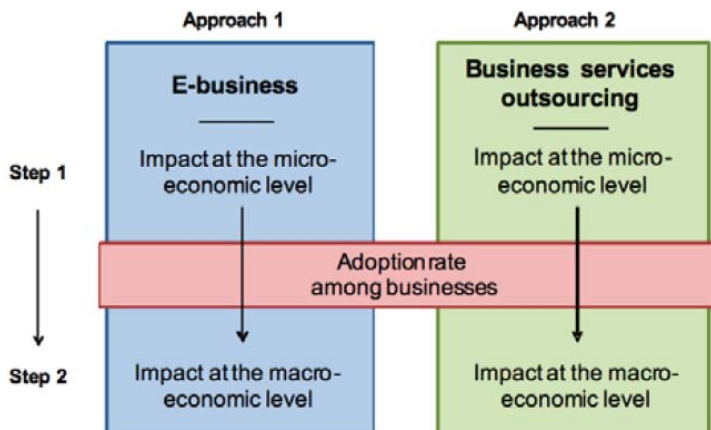 Approach 1
Approach 2
E-business
Business services
outsourcing
Step 1
Impact at the micro-
economic level
Impact at the micro-
economic level
Adoption rate
among businesses
Step 2
Impact at the macro-
economic level
Impact at the macro-
economic level